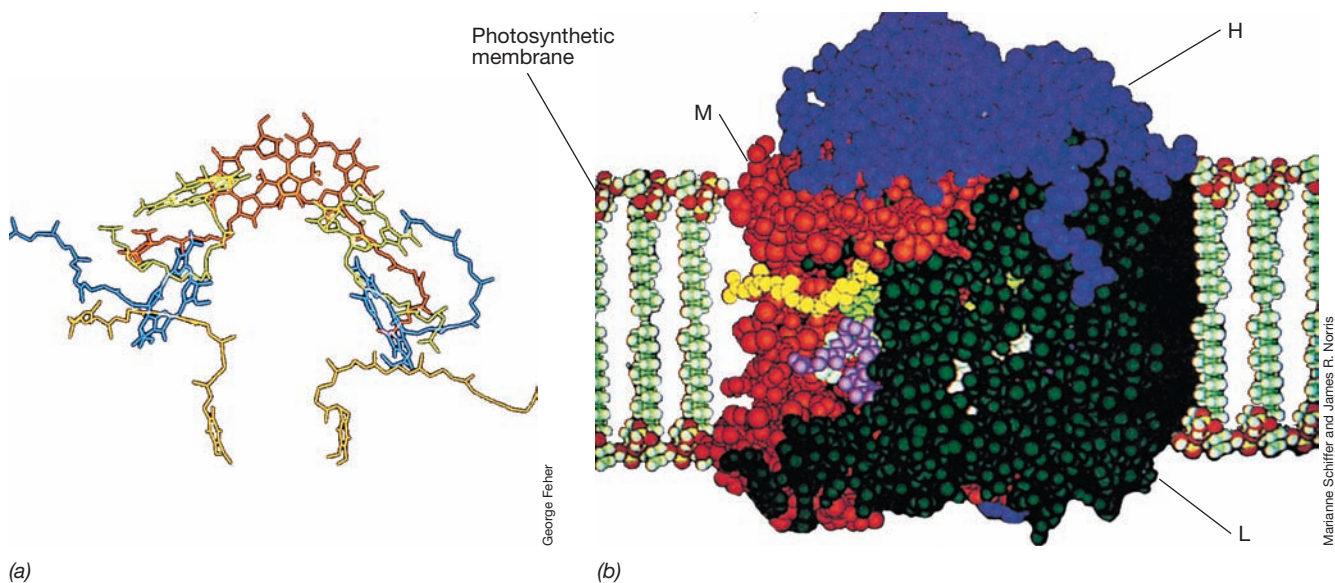 Photosynthetic
membrane
H
M
L
George Feher
Marianne Schiffer and James R. Norris
(a)
(b)